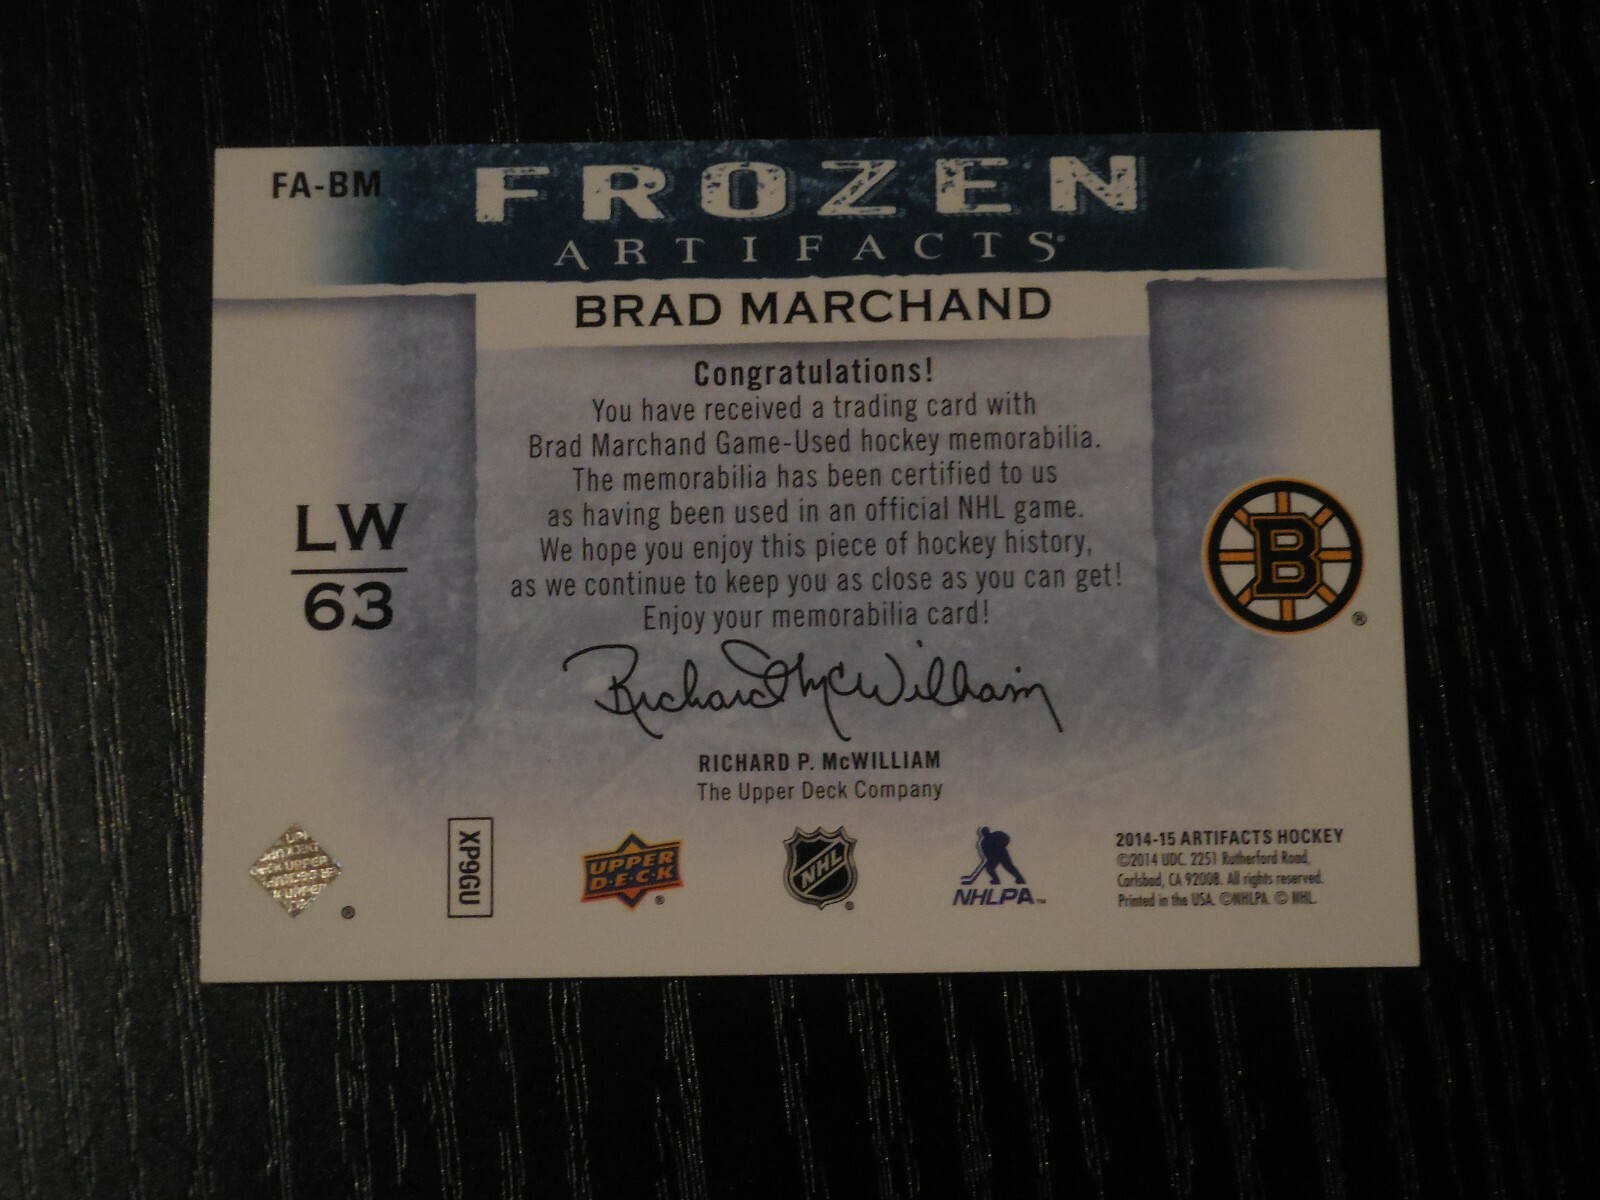 FA-BM
FROZEN
ARTIFACTS®
BRAD MARCHAND
Congratulations!
You have received a trading card with
Brad Marchand Game-Used hockey memorabilia.
The memorabilia has been certified to us
as having been used in an official NHL game.
We hope you enjoy this piece of hockey history,
as we continue to keep you as close as you can get!
Enjoy your memorabilia card!
LW
63
B
®
Richard McWilliam
RICHARD P. McWILLIAM
The Upper Deck Company
UPPER
®
XP9GU
UPPER
D·E·C·K
®
NHL
®
NHLPA™
2014-15 ARTIFACTS HOCKEY
©2014 UDC. 2251 Rutherford Road,
Carlsbad, CA 92008. All rights reserved.
Printed in the USA. ©NHLPA. © NHL.